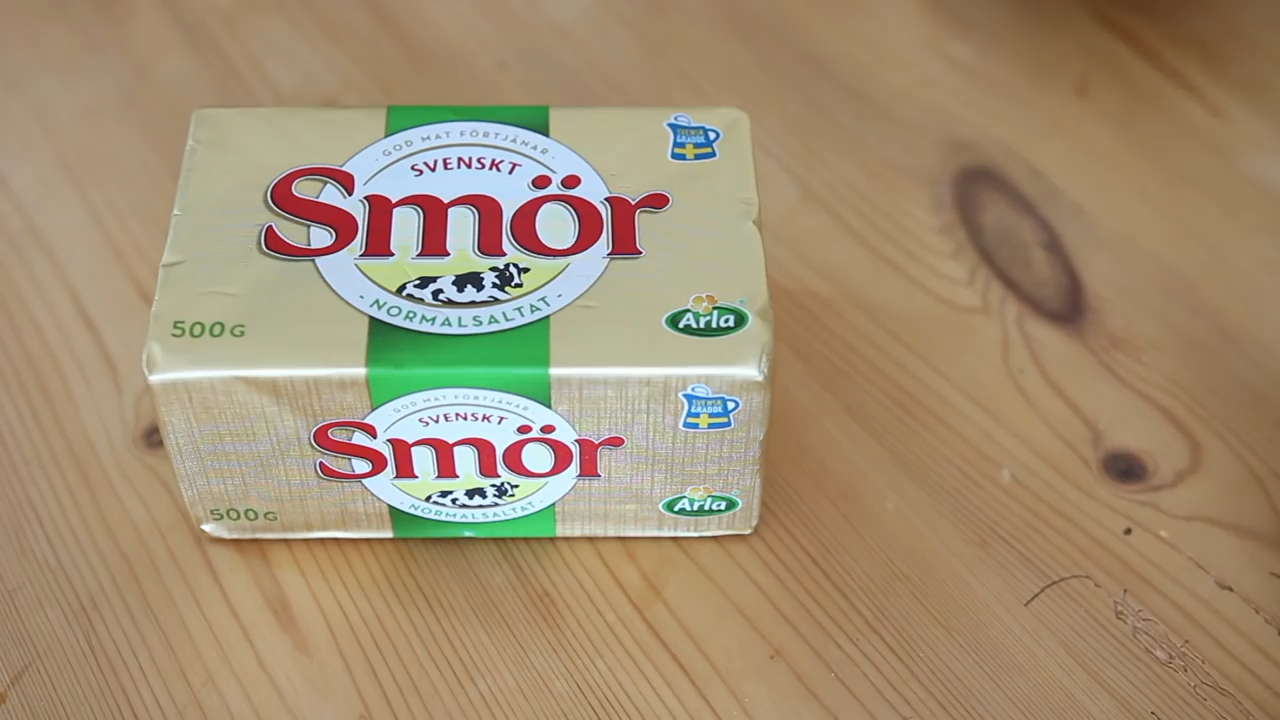 GOD MAT FÖRTJÄNAR
SVENSKT
Smör
NORMALSALTAT
500G
SVENSK
GRÄDDE
Arla
GOD MAT FÖRTJÄNAR
SVENSKT
Smör
NORMALSALTAT
500G
SVENSK
GRÄDDE
Arla